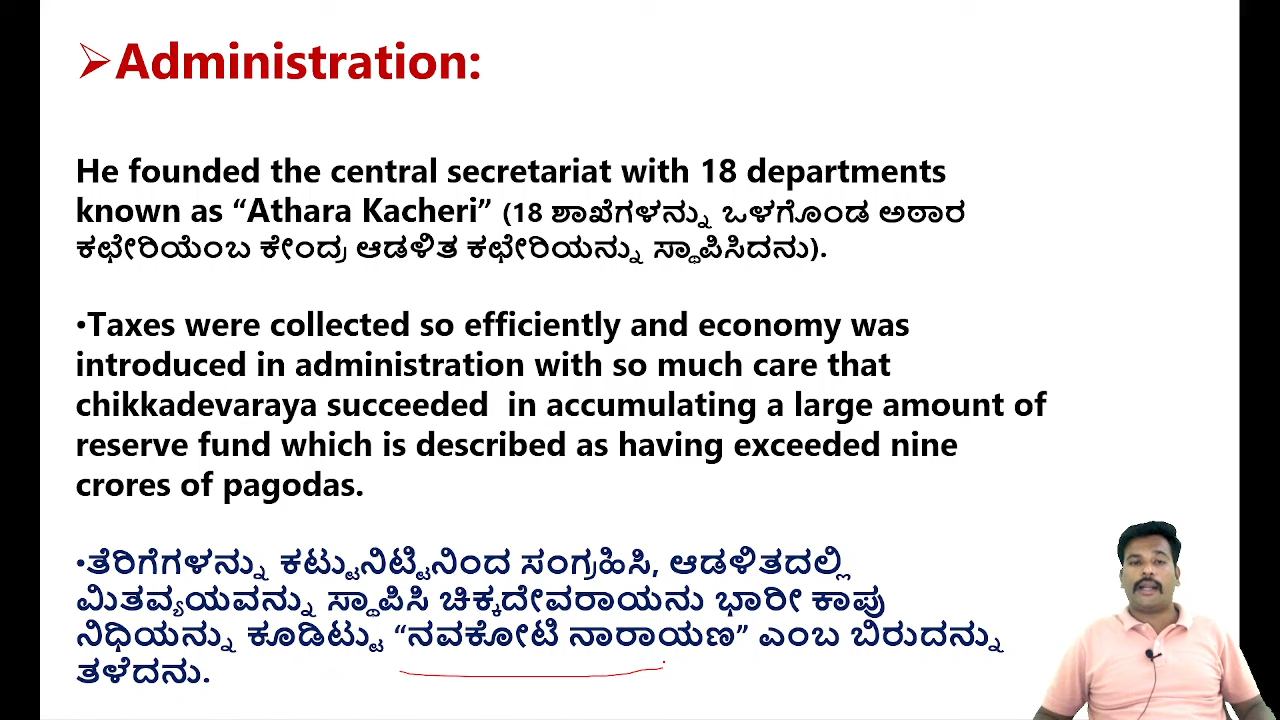 ➢Administration:
He founded the central secretariat with 18 departments
known as “Athara Kacheri” (18 ಶಾಖೆಗಳನ್ನು ಒಳಗೊಂಡ ಅಠಾರ
ಕಛೇರಿಯೆಂಬ ಕೇಂದ್ರ ಆಡಳಿತ ಕಛೇರಿಯನ್ನು ಸ್ಥಾಪಿಸಿದನು).
•Taxes were collected so efficiently and economy was
introduced in administration with so much care that
chikkadevaraya succeeded in accumulating a large amount of
reserve fund which is described as having exceeded nine
crores of pagodas.
•ತೆರಿಗೆಗಳನ್ನು ಕಟ್ಟುನಿಟ್ಟಿನಿಂದ ಸಂಗ್ರಹಿಸಿ, ಆಡಳಿತದಲ್ಲಿ
ಮಿತವ್ಯಯವನ್ನು ಸ್ಥಾಪಿಸಿ ಚಿಕ್ಕದೇವರಾಯನು ಭಾರೀ ಕಾಪು
ನಿಧಿಯನ್ನು ಕೂಡಿಟ್ಟು “ನವಕೋಟಿ ನಾರಾಯಣ” ಎಂಬ ಬಿರುದನ್ನು
ತಳೆದನು.